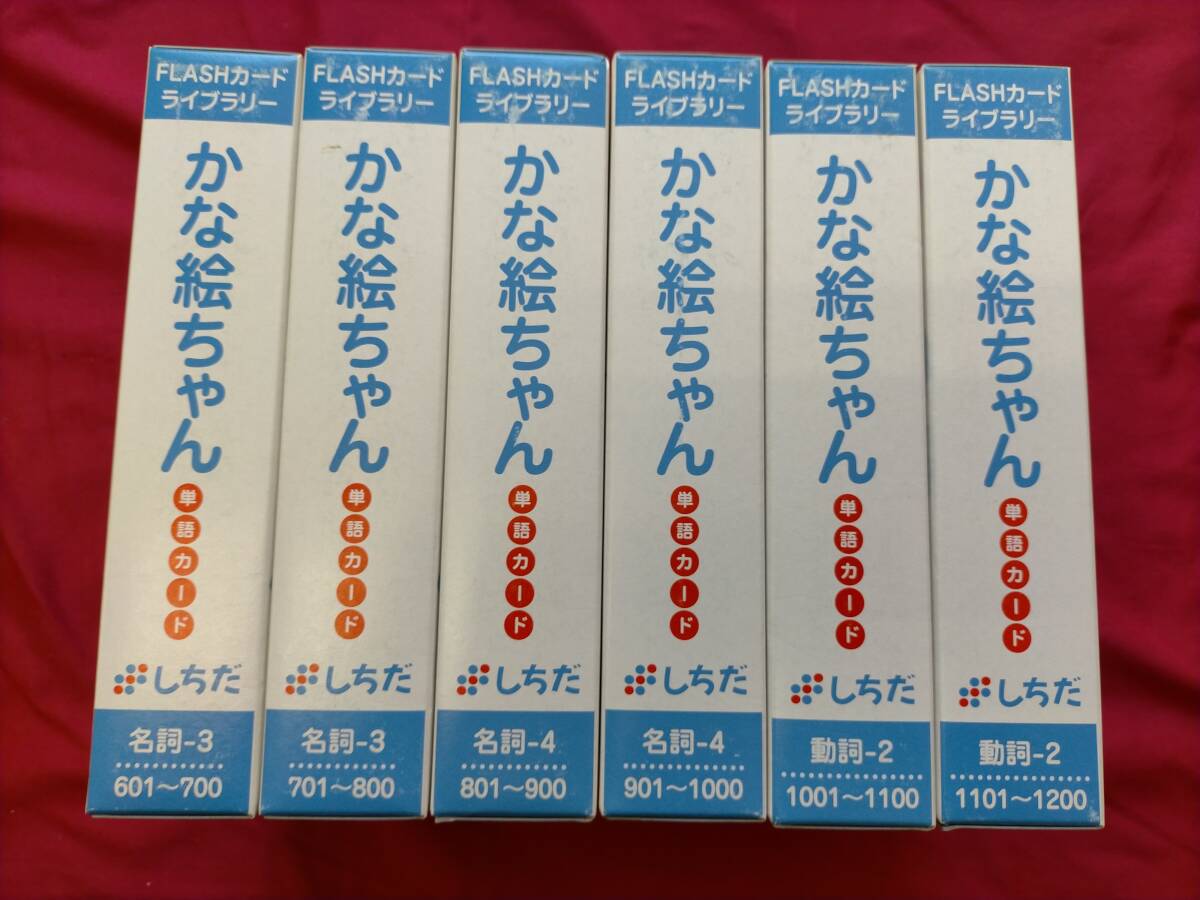 FLASHカード
ライブラリー
かな絵ちゃん
単語カード
しちだ
名詞-3
601〜700
FLASHカード
ライブラリー
かな絵ちゃん
単語カード
しちだ
名詞-3
701〜800
FLASHカード
ライブラリー
かな絵ちゃん
単語カード
しちだ
名詞-4
801〜900
FLASHカード
ライブラリー
かな絵ちゃん
単語カード
しちだ
名詞-4
901〜1000
FLASHカード
ライブラリー
かな絵ちゃん
単語カード
しちだ
動詞-2
1001〜1100
FLASHカード
ライブラリー
かな絵ちゃん
単語カード
しちだ
動詞-2
1101〜1200